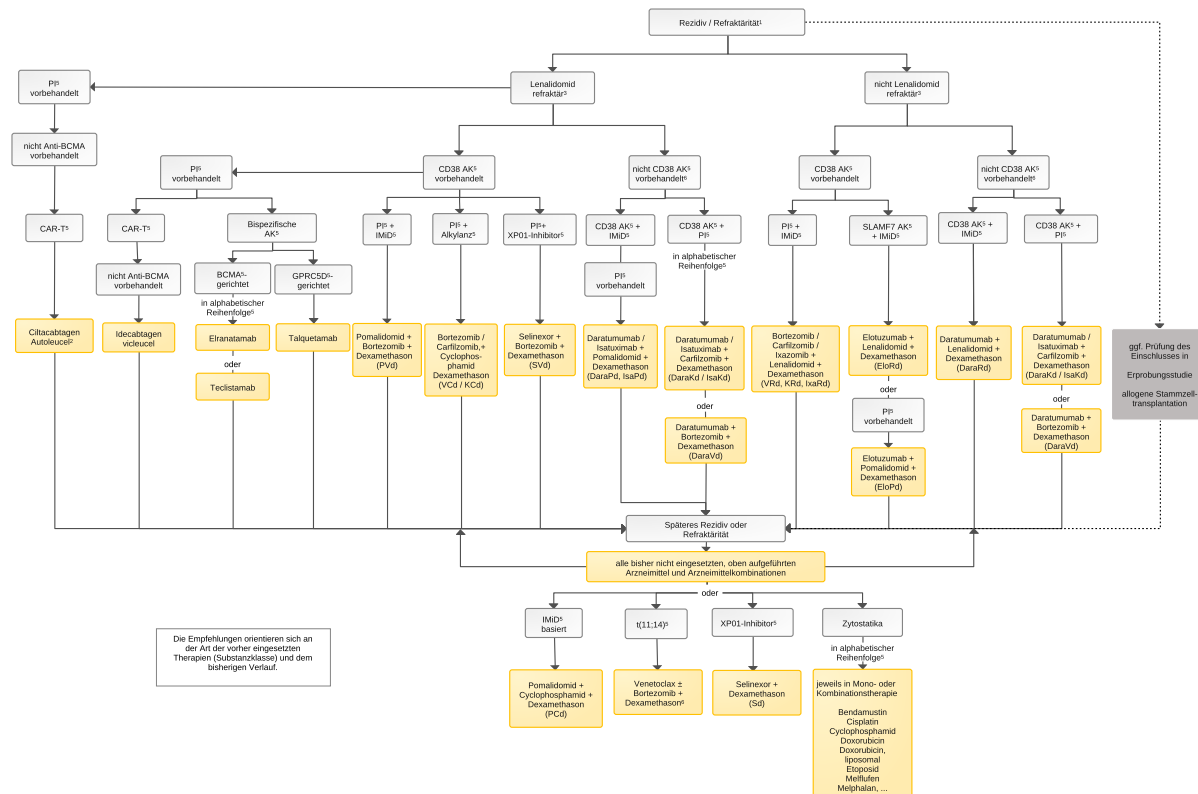 Rezidiv / Refraktärität¹
PI⁵
vorbehandelt
Lenalidomid
refraktär³
nicht Lenalidomid
refraktär³
nicht Anti-BCMA
vorbehandelt
PI⁵
vorbehandelt
CD38 AK⁵
vorbehandelt
nicht CD38 AK⁵
vorbehandelt⁶
CD38 AK⁵
vorbehandelt
nicht CD38 AK⁵
vorbehandelt⁶
CAR-T⁵
CAR-T⁵
Bispezifische
AK⁵
PI⁵ +
IMiD⁵
PI⁵ +
Alkylanz⁵
PI⁵+
XP01-Inhibitor⁵
CD38 AK⁵ +
IMiD⁵
CD38 AK⁵ +
PI⁵
PI⁵ +
IMiD⁵
SLAMF7 AK⁵
+ IMiD⁵
CD38 AK⁵ +
IMiD⁵
CD38 AK⁵ +
PI⁵
nicht Anti-BCMA
vorbehandelt
BCMA⁵-
gerichtet
GPRC5D⁵-
gerichtet
PI⁵
vorbehandelt
in alphabetischer
Reihenfolge⁵
in alphabetischer
Reihenfolge⁵
Ciltacabtagen
Autoleucel²
Idecabtagen
vicleucel
Elranatamab
oder
Teclistamab
Talquetamab
Pomalidomid +
Bortezomib +
Dexamethason
(PVd)
Bortezomib /
Carfilzomib,+
Cyclophos-
phamid
Dexamethason
(VCd / KCd)
Selinexor +
Bortezomib +
Dexamethason
(SVd)
Daratumumab /
Isatuximab +
Pomalidomid +
Dexamethason
(DaraPd, IsaPd)
Daratumumab /
Isatuximab +
Carfilzomib +
Dexamethason
(DaraKd / IsaKd)
oder
Daratumumab +
Bortezomib +
Dexamethason
(DaraVd)
Bortezomib /
Carfilzomib /
Ixazomib +
Lenalidomid +
Dexamethason
(VRd, KRd, IxaRd)
Elotuzumab +
Lenalidomid +
Dexamethason
(EloRd)
oder
PI⁵
vorbehandelt
Elotuzumab +
Pomalidomid +
Dexamethason
(EloPd)
Daratumumab +
Lenalidomid +
Dexamethason
(DaraRd)
Daratumumab /
Isatuximab +
Carfilzomib +
Dexamethason
(DaraKd / IsaKd)
oder
Daratumumab +
Bortezomib +
Dexamethason
(DaraVd)
ggf. Prüfung des
Einschlusses in
Erprobungsstudie
allogene Stammzell-
transplantation
Späteres Rezidiv oder
Refraktärität
alle bisher nicht eingesetzten, oben aufgeführten
Arzneimittel und Arzneimittelkombinationen
oder
IMiD⁵
basiert
t(11;14)⁵
XP01-Inhibitor⁵
Zytostatika
in alphabetischer
Reihenfolge⁵
Die Empfehlungen orientieren sich an
der Art der vorher eingesetzten
Therapien (Substanzklasse) und dem
bisherigen Verlauf.
Pomalidomid +
Cyclophosphamid +
Dexamethason
(PCd)
Venetoclax ±
Bortezomib +
Dexamethason⁶
Selinexor +
Dexamethason
(Sd)
jeweils in Mono- oder
Kombinationstherapie
Bendamustin
Cisplatin
Cyclophosphamid
Doxorubicin
Doxorubicin,
liposomal
Etoposid
Melflufen
Melphalan, ...